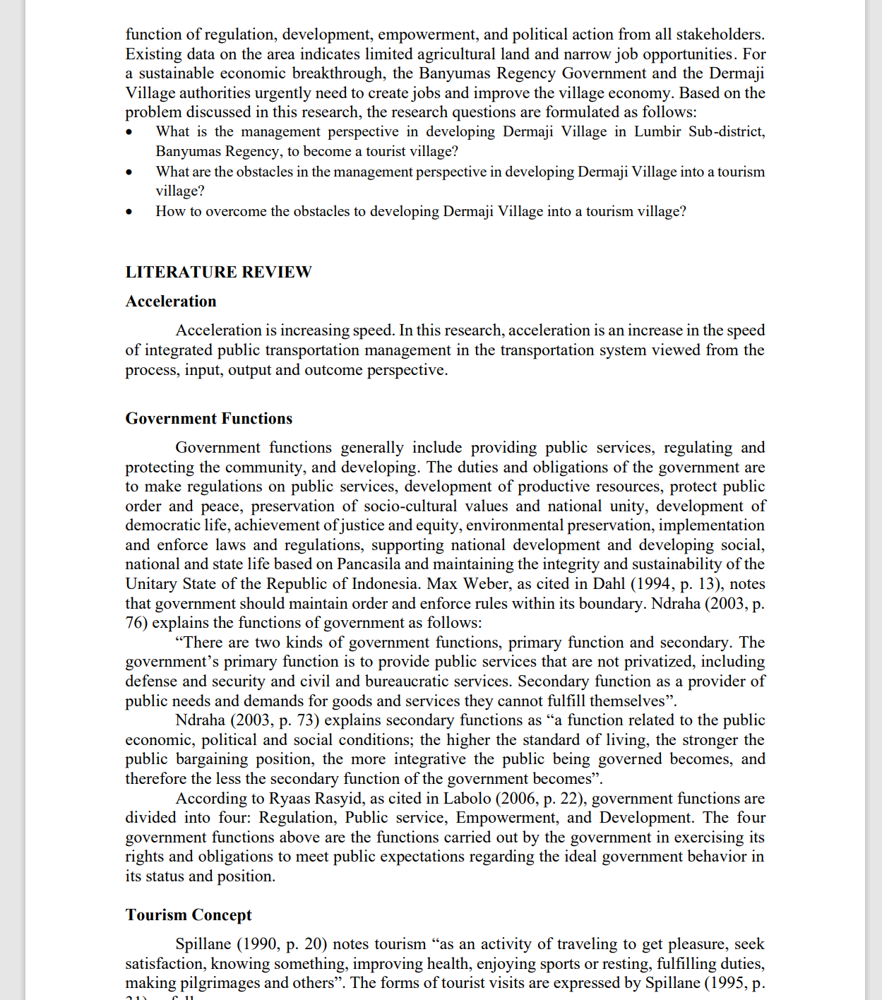 function of regulation, development, empowerment, and political action from all stakeholders.
Existing data on the area indicates limited agricultural land and narrow job opportunities. For
a sustainable economic breakthrough, the Banyumas Regency Government and the Dermaji
Village authorities urgently need to create jobs and improve the village economy. Based on the
problem discussed in this research, the research questions are formulated as follows:
• What is the management perspective in developing Dermaji Village in Lumbir Sub-district,
Banyumas Regency, to become a tourist village?
• What are the obstacles in the management perspective in developing Dermaji Village into a tourism
village?
• How to overcome the obstacles to developing Dermaji Village into a tourism village?
LITERATURE REVIEW
Acceleration
Acceleration is increasing speed. In this research, acceleration is an increase in the speed
of integrated public transportation management in the transportation system viewed from the
process, input, output and outcome perspective.
Government Functions
Government functions generally include providing public services, regulating and
protecting the community, and developing. The duties and obligations of the government are
to make regulations on public services, development of productive resources, protect public
order and peace, preservation of socio-cultural values and national unity, development of
democratic life, achievement of justice and equity, environmental preservation, implementation
and enforce laws and regulations, supporting national development and developing social,
national and state life based on Pancasila and maintaining the integrity and sustainability of the
Unitary State of the Republic of Indonesia. Max Weber, as cited in Dahl (1994, p. 13), notes
that government should maintain order and enforce rules within its boundary. Ndraha (2003, p.
76) explains the functions of government as follows:
“There are two kinds of government functions, primary function and secondary. The
government’s primary function is to provide public services that are not privatized, including
defense and security and civil and bureaucratic services. Secondary function as a provider of
public needs and demands for goods and services they cannot fulfill themselves”.
Ndraha (2003, p. 73) explains secondary functions as “a function related to the public
economic, political and social conditions; the higher the standard of living, the stronger the
public bargaining position, the more integrative the public being governed becomes, and
therefore the less the secondary function of the government becomes”.
According to Ryaas Rasyid, as cited in Labolo (2006, p. 22), government functions are
divided into four: Regulation, Public service, Empowerment, and Development. The four
government functions above are the functions carried out by the government in exercising its
rights and obligations to meet public expectations regarding the ideal government behavior in
its status and position.
Tourism Concept
Spillane (1990, p. 20) notes tourism “as an activity of traveling to get pleasure, seek
satisfaction, knowing something, improving health, enjoying sports or resting, fulfilling duties,
making pilgrimages and others”. The forms of tourist visits are expressed by Spillane (1995, p.